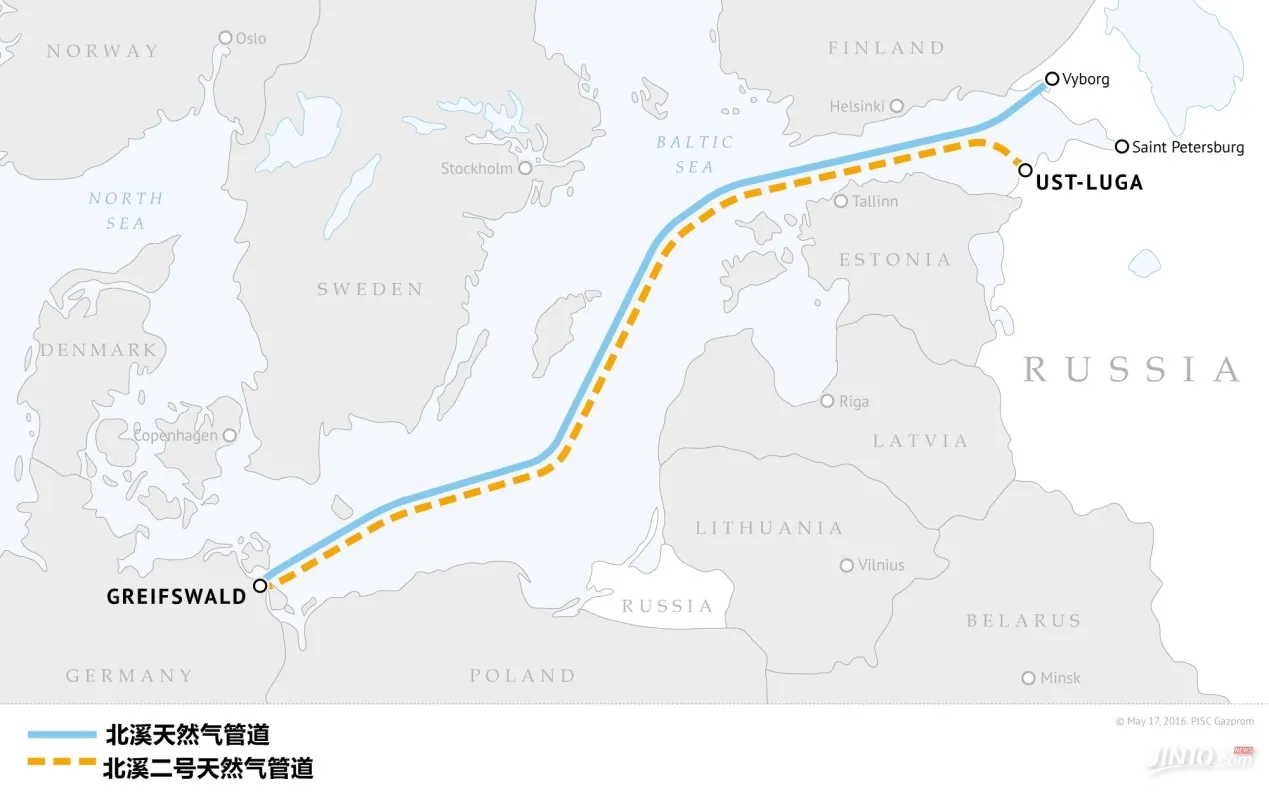 NORWAY
Oslo
FINLAND
Vyborg
Helsinki
BALTIC
SEA
Saint Petersburg
Stockholm
UST-LUGA
NORTH
SEA
Tallinn
ESTONIA
SWEDEN
DENMARK
RUSSIA
Riga
Copenhagen
LATVIA
LITHUANIA
Vilnius
GREIFSWALD
RUSSIA
BELARUS
GERMANY
POLAND
Minsk
© May 17, 2016, PJSC Gazprom
北溪天然气管道
北溪二号天然气管道
NEWS
JIN10.com